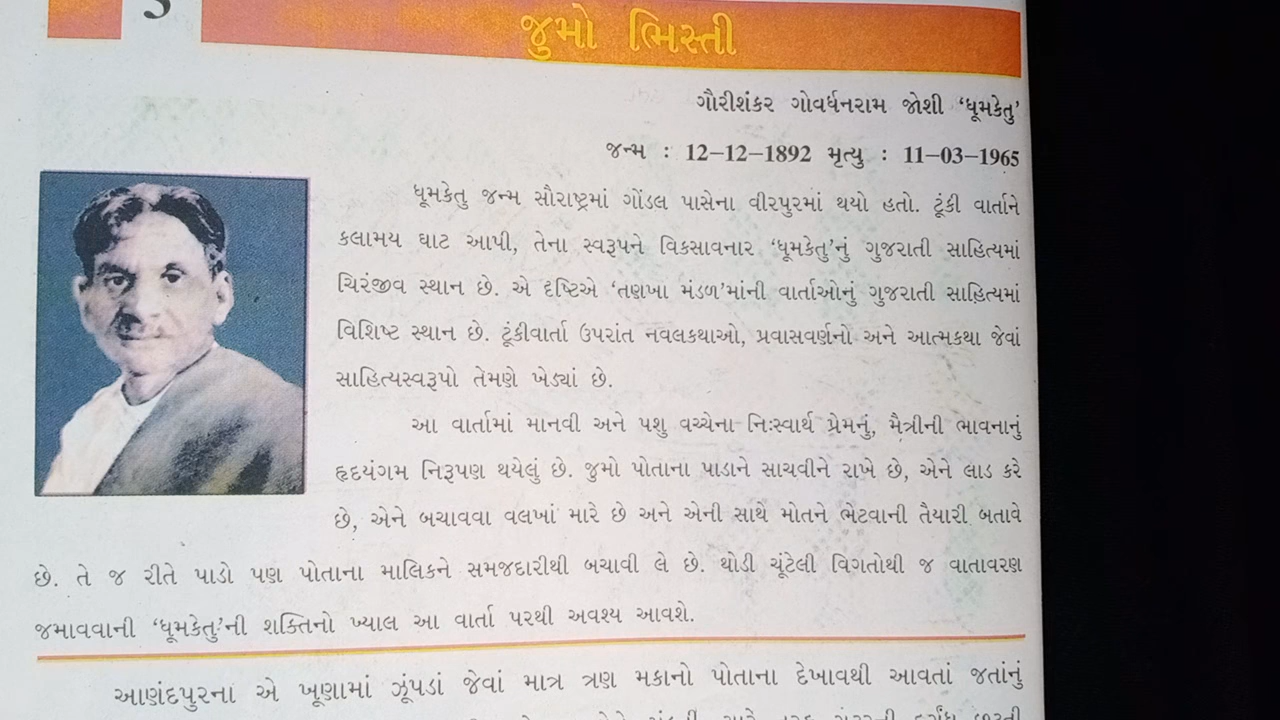 જુમો ભિસ્તી
ગૌરીશંકર ગોવર્ધનરામ જોશી ‘ધૂમકેતુ’
જન્મ : 12–12–1892 મૃત્યુ : 11–03–1965
ધૂમકેતુ જન્મ સૌરાષ્ટ્રમાં ગોંડલ પાસેના વીરપુરમાં થયો હતો. ટૂંકી વાર્તાને
કલામય ઘાટ આપી, તેના સ્વરૂપને વિકસાવનાર ‘ધૂમકેતુ’નું ગુજરાતી સાહિત્યમાં
ચિરંજીવ સ્થાન છે. એ દૃષ્ટિએ ‘તણખા મંડળ’માંની વાર્તાઓનું ગુજરાતી સાહિત્યમાં
વિશિષ્ટ સ્થાન છે. ટૂંકીવાર્તા ઉપરાંત નવલકથાઓ, પ્રવાસવર્ણનો અને આત્મકથા જેવાં
સાહિત્યસ્વરૂપો તેમણે ખેડ્યાં છે.
આ વાર્તામાં માનવી અને પશુ વચ્ચેના નિઃસ્વાર્થ પ્રેમનું, મૈત્રીની ભાવનાનું
હૃદયંગમ નિરૂપણ થયેલું છે. જુમો પોતાના પાડાને સાચવીને રાખે છે, એને લાડ કરે
છે, એને બચાવવા વલખાં મારે છે અને એની સાથે મોતને ભેટવાની તૈયારી બતાવે
છે. તે જ રીતે પાડો પણ પોતાના માલિકને સમજદારીથી બચાવી લે છે. થોડી ચૂંટેલી વિગતોથી જ વાતાવરણ
જમાવવાની ‘ધૂમકેતુ’ની શક્તિનો ખ્યાલ આ વાર્તા પરથી અવશ્ય આવશે.
આણંદપુરના એ ખૂણામાં ઝૂંપડાં જેવાં માત્ર ત્રણ મકાનો પોતાના દેખાવથી આવતાં જતાંનું